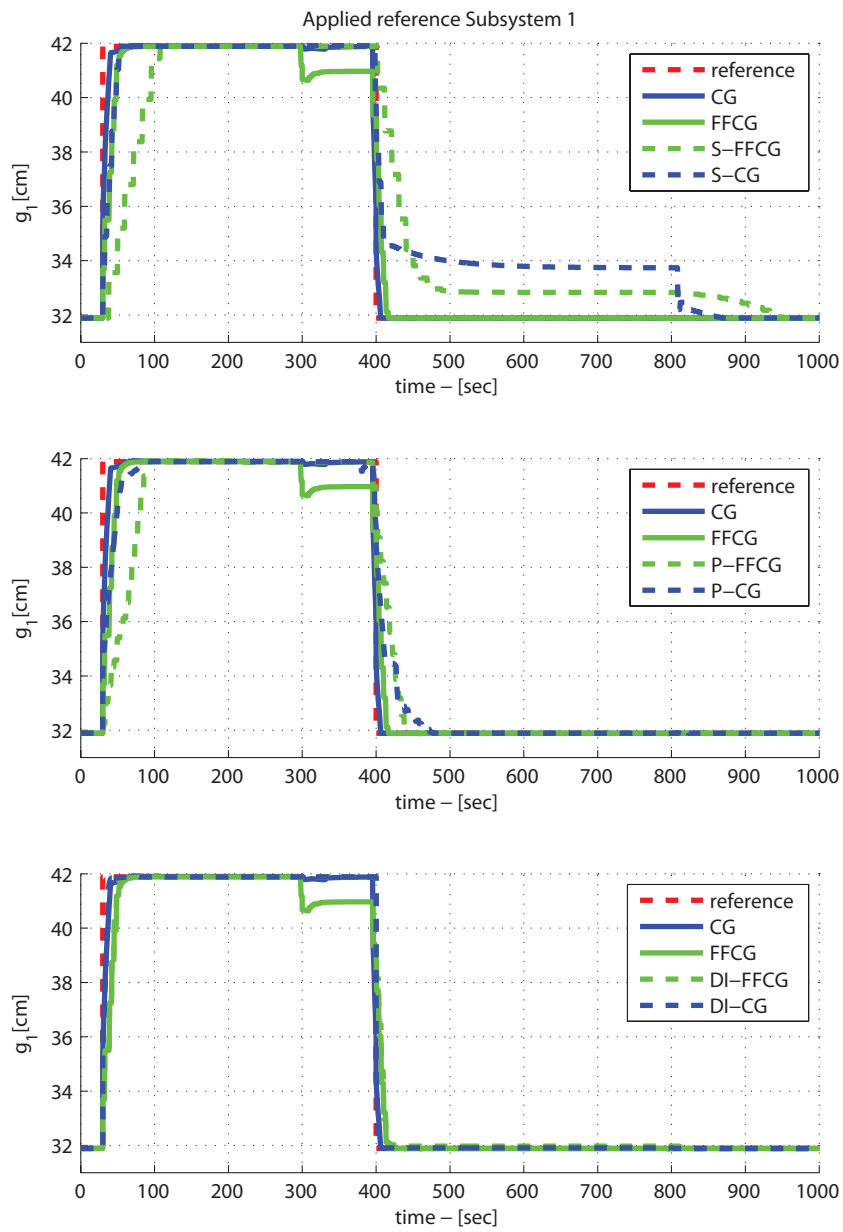 Applied reference Subsystem 1
42
40
38
36
34
32
g1[cm]
reference
CG
FFCG
S−FFCG
S−CG
0 100 200 300 400 500 600 700 800 900 1000
time − [sec]
42
40
38
36
34
32
g1[cm]
reference
CG
FFCG
P−FFCG
P−CG
0 100 200 300 400 500 600 700 800 900 1000
time − [sec]
42
40
38
36
34
32
g1[cm]
reference
CG
FFCG
DI−FFCG
DI−CG
0 100 200 300 400 500 600 700 800 900 1000
time − [sec]